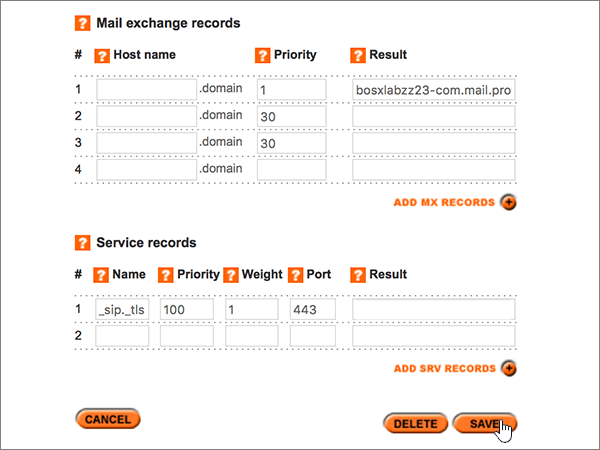 ? Mail exchange records
# ? Host name ? Priority ? Result
1 .domain 1 bosxlabzz23-com.mail.pro
2 .domain 30
3 .domain 30
4 .domain
ADD MX RECORDS +
? Service records
# ? Name ? Priority ? Weight ? Port ? Result
1 _sip._tls 100 1 443
2
ADD SRV RECORDS +
CANCEL DELETE SAVE